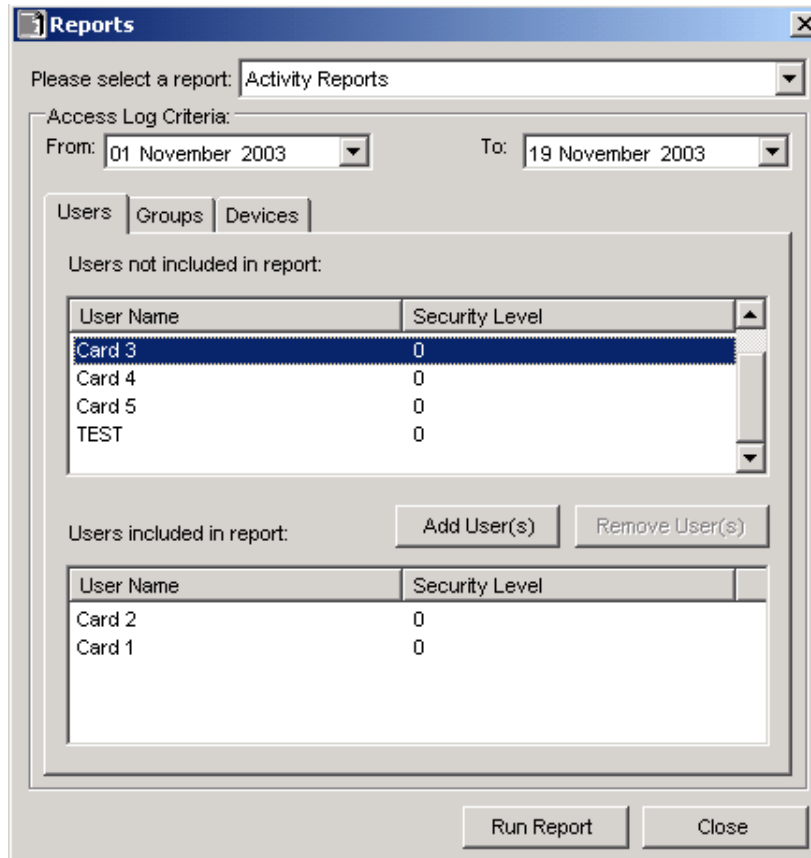 Reports
Please select a report: Activity Reports
Access Log Criteria:
From: 01 November 2003 To: 19 November 2003
Users Groups Devices
Users not included in report:
User Name Security Level
Card 3 0
Card 4 0
Card 5 0
TEST 0
Users included in report: Add User(s) Remove User(s)
User Name Security Level
Card 2 0
Card 1 0
Run Report Close